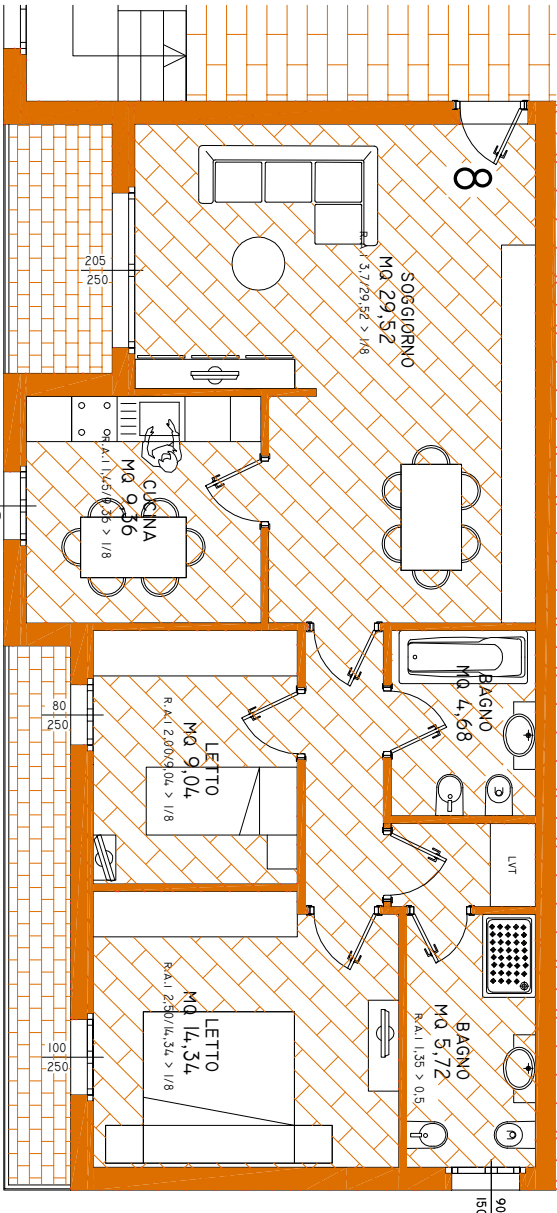 8
SOGGIORNO
MQ 29,52
R.A.I 3,7/29,52 > 1/8
205
250
CUCINA
MQ 9,36
R.A.I 1,45/9,36 > 1/8
BAGNO
MQ 4,68
80
250
LETTO
MQ 9,04
R.A.I 2,00/9,04 > 1/8
LVT
LETTO
MQ 14,34
R.A.I 2,50/14,34 > 1/8
100
250
BAGNO
MQ 5,72
R.A.I 1,35 > 0,5
90